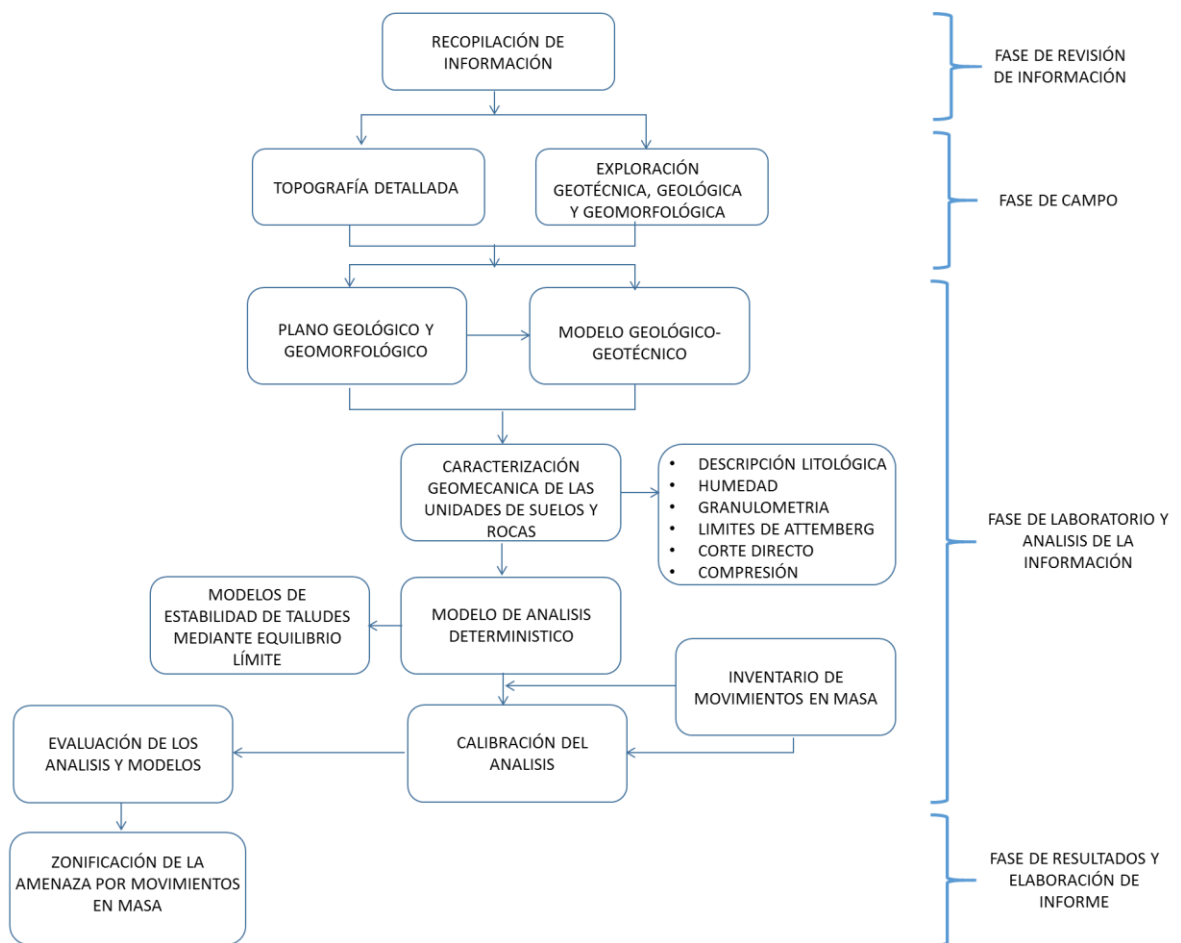 RECOPILACIÓN DE
INFORMACIÓN
FASE DE REVISIÓN
DE INFORMACIÓN
TOPOGRAFÍA DETALLADA
EXPLORACIÓN
GEOTÉCNICA, GEOLÓGICA
Y GEOMORFOLÓGICA
FASE DE CAMPO
PLANO GEOLÓGICO Y
GEOMORFOLÓGICO
MODELO GEOLÓGICO-
GEOTÉCNICO
CARACTERIZACIÓN
GEOMECANICA DE LAS
UNIDADES DE SUELOS Y
ROCAS
• DESCRIPCIÓN LITOLÓGICA
• HUMEDAD
• GRANULOMETRIA
• LIMITES DE ATTEMBERG
• CORTE DIRECTO
• COMPRESIÓN
FASE DE LABORATORIO Y
ANALISIS DE LA
INFORMACIÓN
MODELOS DE
ESTABILIDAD DE TALUDES
MEDIANTE EQUILIBRIO
LÍMITE
MODELO DE ANALISIS
DETERMINISTICO
INVENTARIO DE
MOVIMIENTOS EN MASA
EVALUACIÓN DE LOS
ANALISIS Y MODELOS
CALIBRACIÓN DEL
ANALISIS
ZONIFICACIÓN DE LA
AMENAZA POR MOVIMIENTOS
EN MASA
FASE DE RESULTADOS Y
ELABORACIÓN DE
INFORME